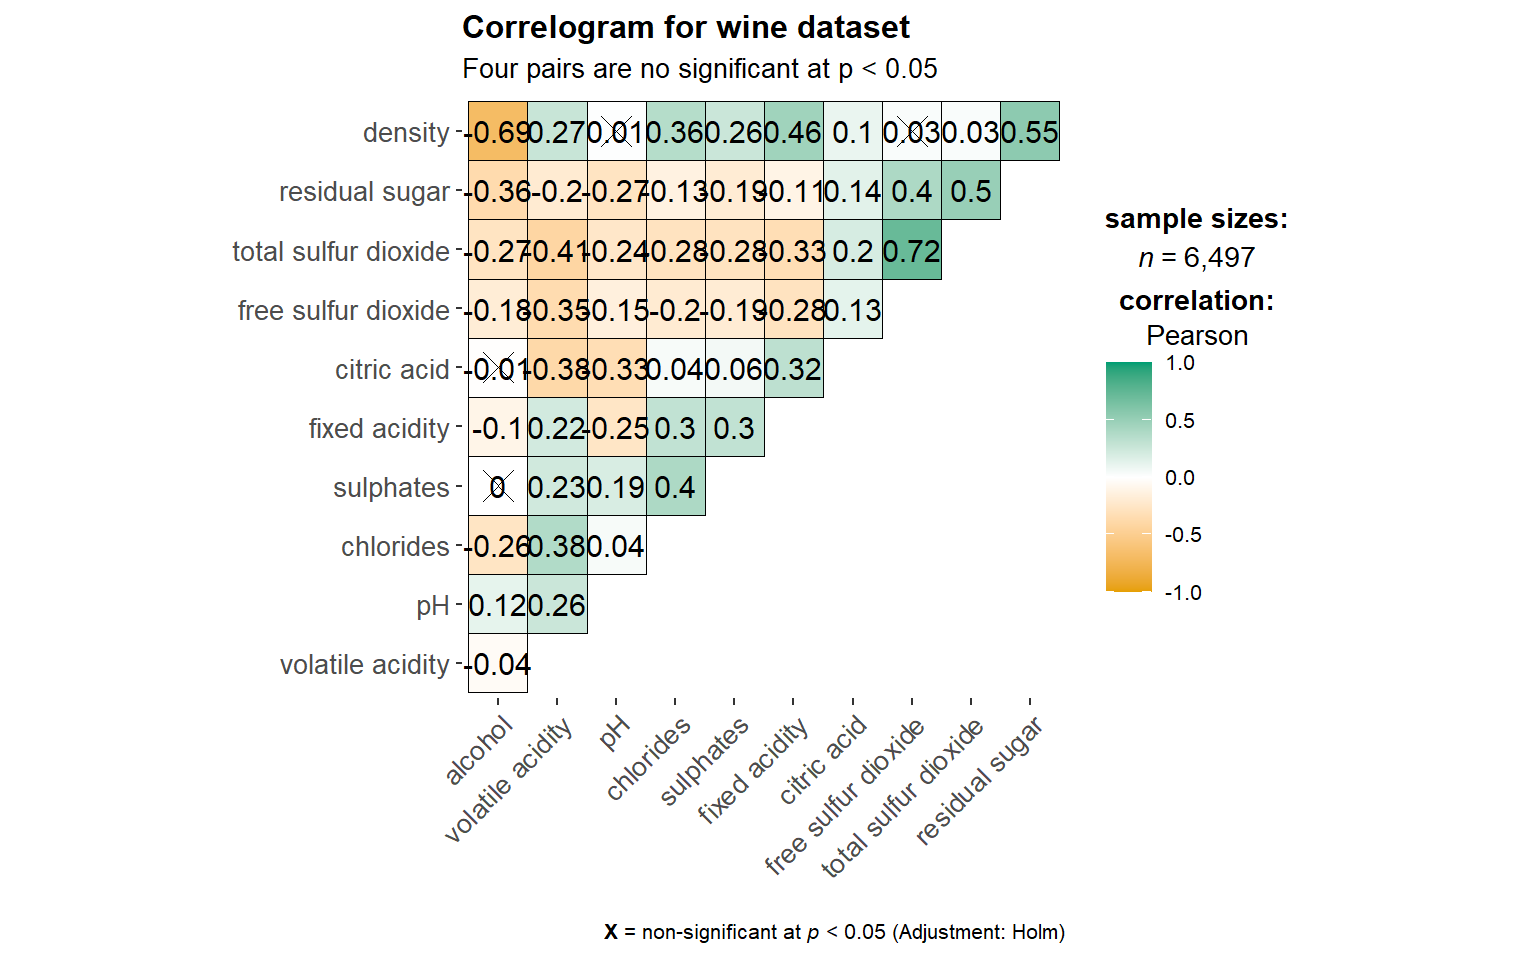 Correlogram for wine dataset
Four pairs are no significant at p < 0.05
density -0.69 0.27 0.01 0.36 0.26 0.46 0.1 0.03 0.03 0.55
residual sugar -0.36 -0.2 -0.27 -0.13 -0.19 -0.11 0.14 0.4 0.5
total sulfur dioxide -0.27 -0.41 -0.24 -0.28 -0.28 -0.33 0.2 0.72
free sulfur dioxide -0.18 -0.35 -0.15 -0.2 -0.19 -0.28 0.13
citric acid -0.01 -0.38 -0.33 0.04 0.06 0.32
fixed acidity -0.1 0.22 -0.25 0.3 0.3
sulphates 0 0.23 0.19 0.4
chlorides -0.26 0.38 0.04
pH 0.12 0.26
volatile acidity -0.04
alcohol
volatile acidity
pH
chlorides
sulphates
fixed acidity
citric acid
free sulfur dioxide
total sulfur dioxide
residual sugar
sample sizes:
n = 6,497
correlation:
Pearson
1.0
0.5
0.0
-0.5
-1.0
X = non-significant at p < 0.05 (Adjustment: Holm)